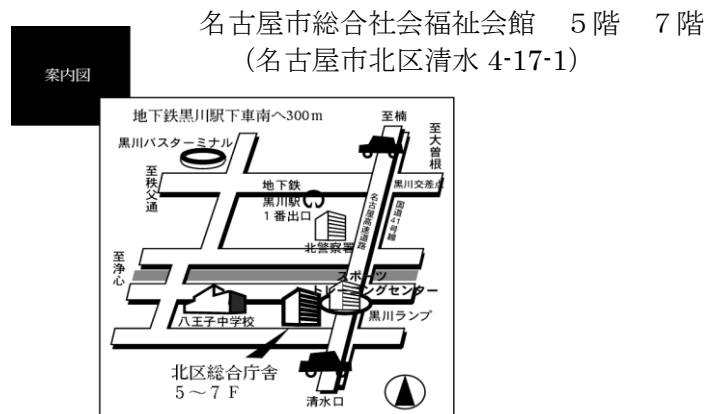 名古屋市総合社会福祉会館　５階　７階
（名古屋市北区清水 4-17-1）
案内図
地下鉄黒川駅下車南へ300m
至楠
黒川バスターミナル
至大曽根
至秩父通
地下鉄
黒川駅
１番出口
黒川交差点
名古屋高速道路
国道41号線
北警察署
至浄心
スポーツ
トレーニングセンター
八王子中学校
黒川ランプ
北区総合庁舎
５～７Ｆ
清水口